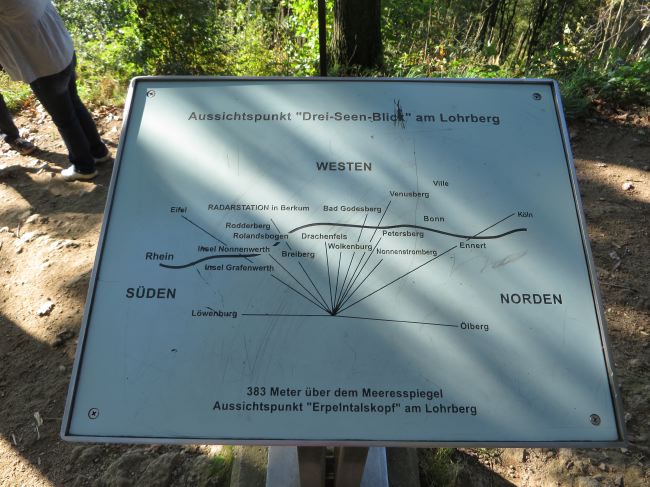 Aussichtspunkt "Drei-Seen-Blick" am Lohrberg
WESTEN
Ville
Venusberg
Eifel
RADARSTATION in Berkum
Bad Godesberg
Bonn
Köln
Rodderberg
Rolandsbogen
Drachenfels
Petersberg
Insel Nonnenwerth
Wolkenburg
Ennert
Rhein
Breiberg
Nonnenstromberg
Insel Grafenwerth
SÜDEN
NORDEN
Löwenburg
Ölberg
383 Meter über dem Meeresspiegel
Aussichtspunkt "Erpelntalskopf" am Lohrberg